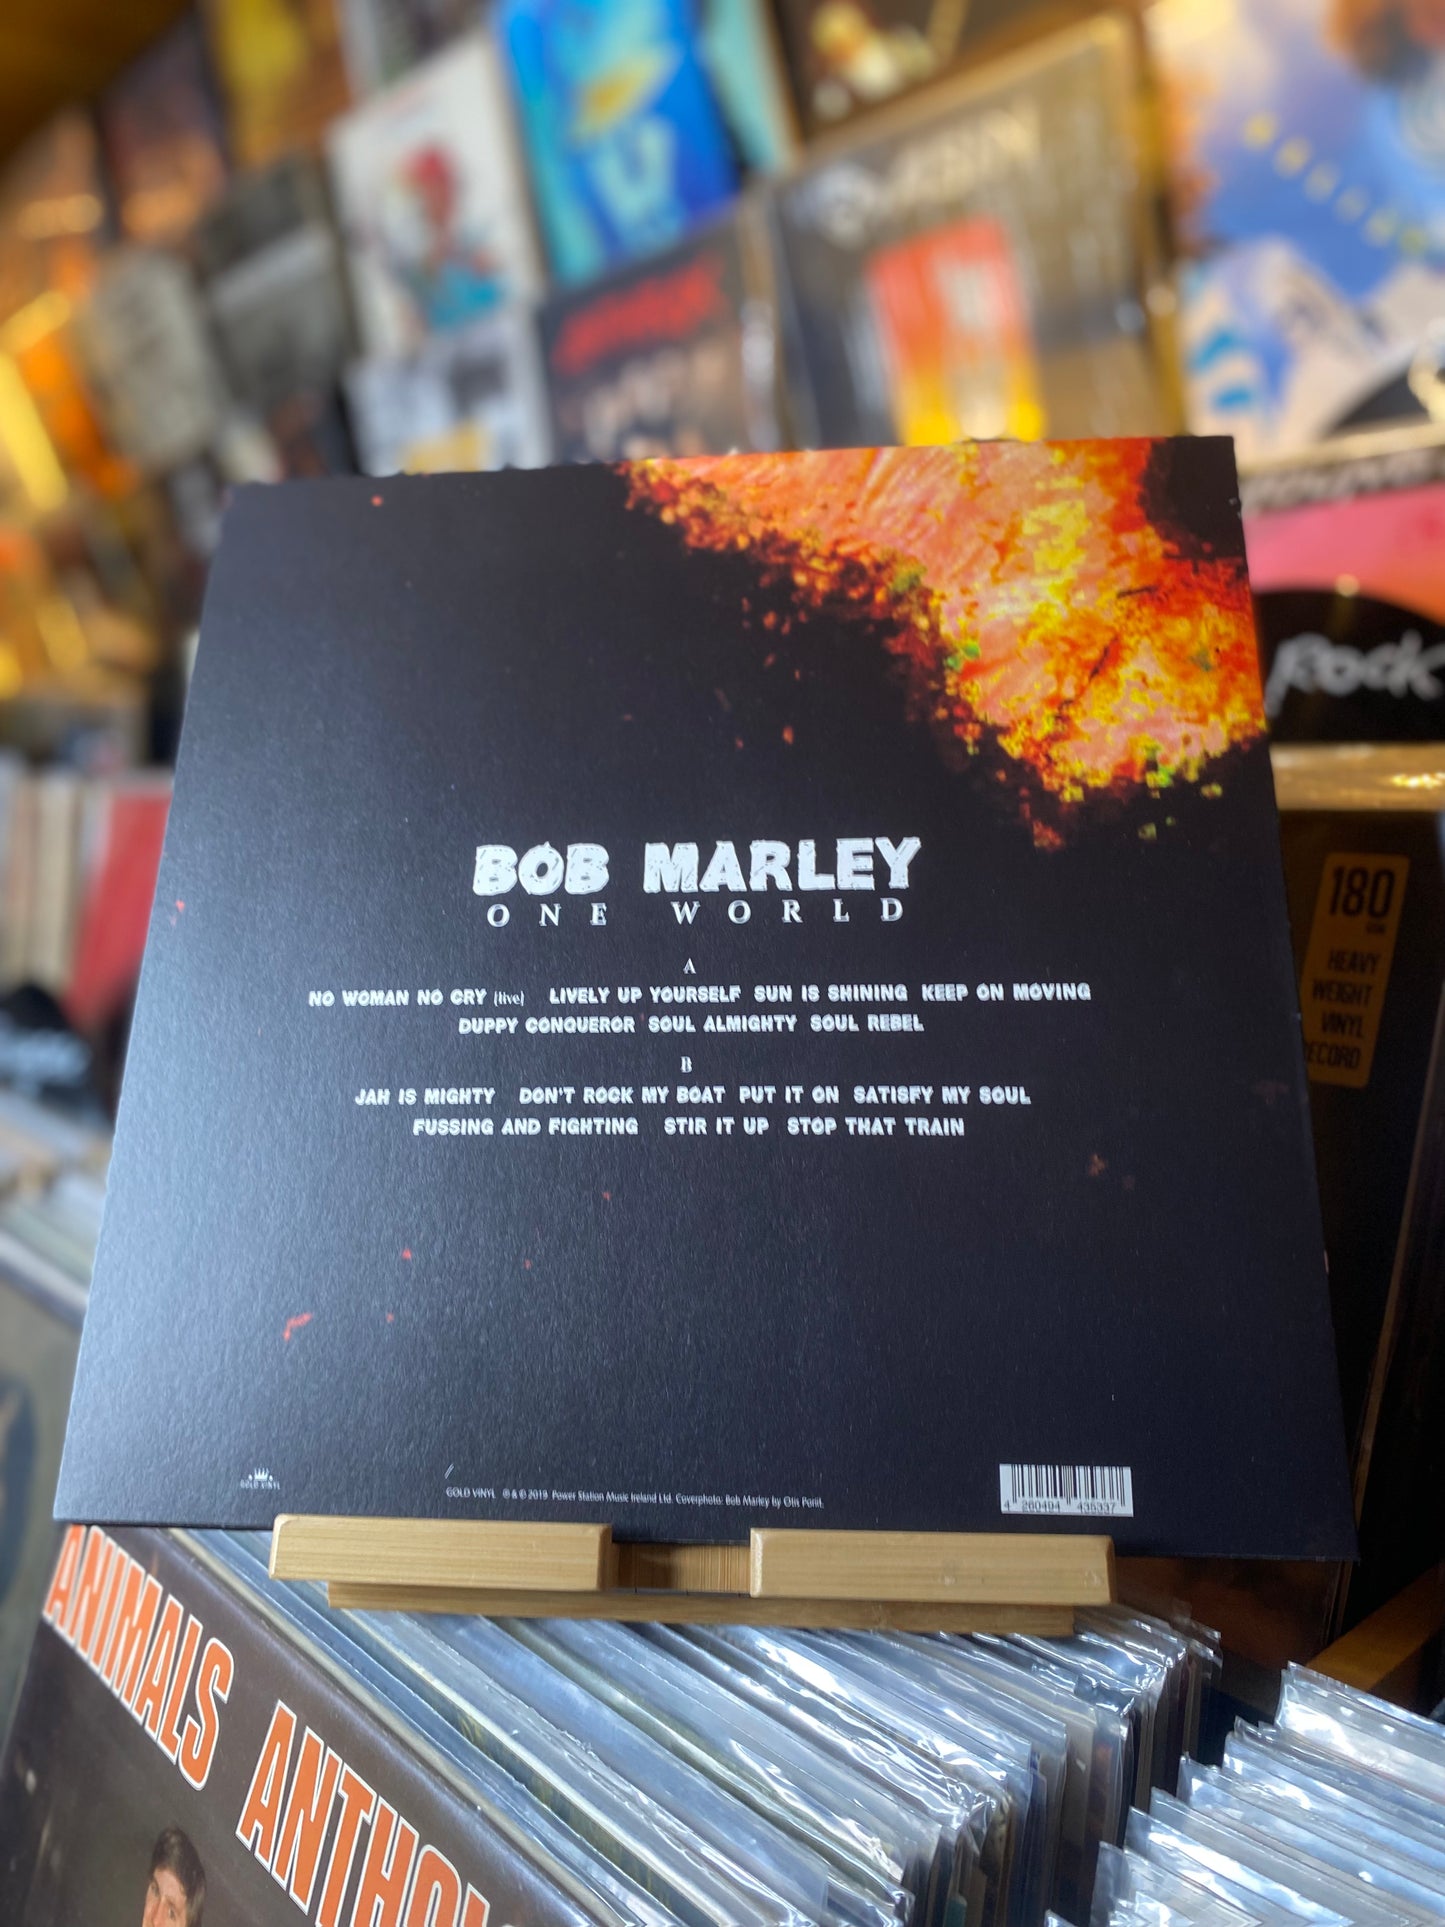 Rock
180
HEAVY
WEIGHT
VINYL
RECORD
BOB MARLEY
ONE WORLD
A
NO WOMAN NO CRY (live) LIVELY UP YOURSELF SUN IS SHINING KEEP ON MOVING
DUPPY CONQUEROR SOUL ALMIGHTY SOUL REBEL
B
JAH IS MIGHTY DON'T ROCK MY BOAT PUT IT ON SATISFY MY SOUL
FUSSING AND FIGHTING STIR IT UP STOP THAT TRAIN
GOLD VINYL
GOLD VINYL ℗ & © 2019 Power Station Music Ireland Ltd. Coverphoto: Bob Marley by Otis
4 260494 435337
ANIMALS